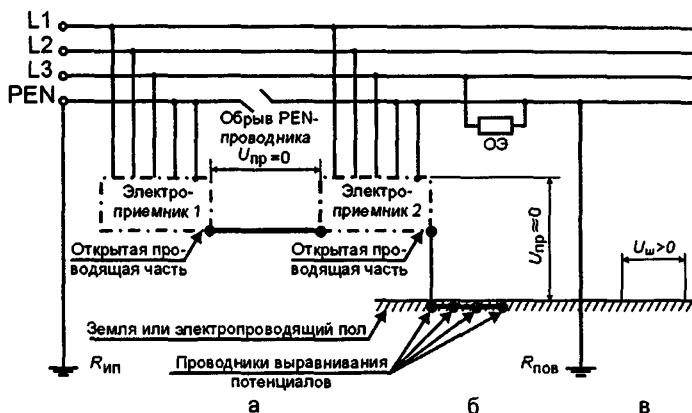 L1
L2
L3
PEN
Обрыв PEN-
проводника
Uпр=0
ОЭ
Электро-
приемник 1
Электро-
приемник 2
Открытая про-
водящая часть
Открытая про-
водящая часть
Uпр≈0
Uш>0
Земля или электропроводящий пол
Проводники выравнивания
потенциалов
Rип
Rпов
а
б
в